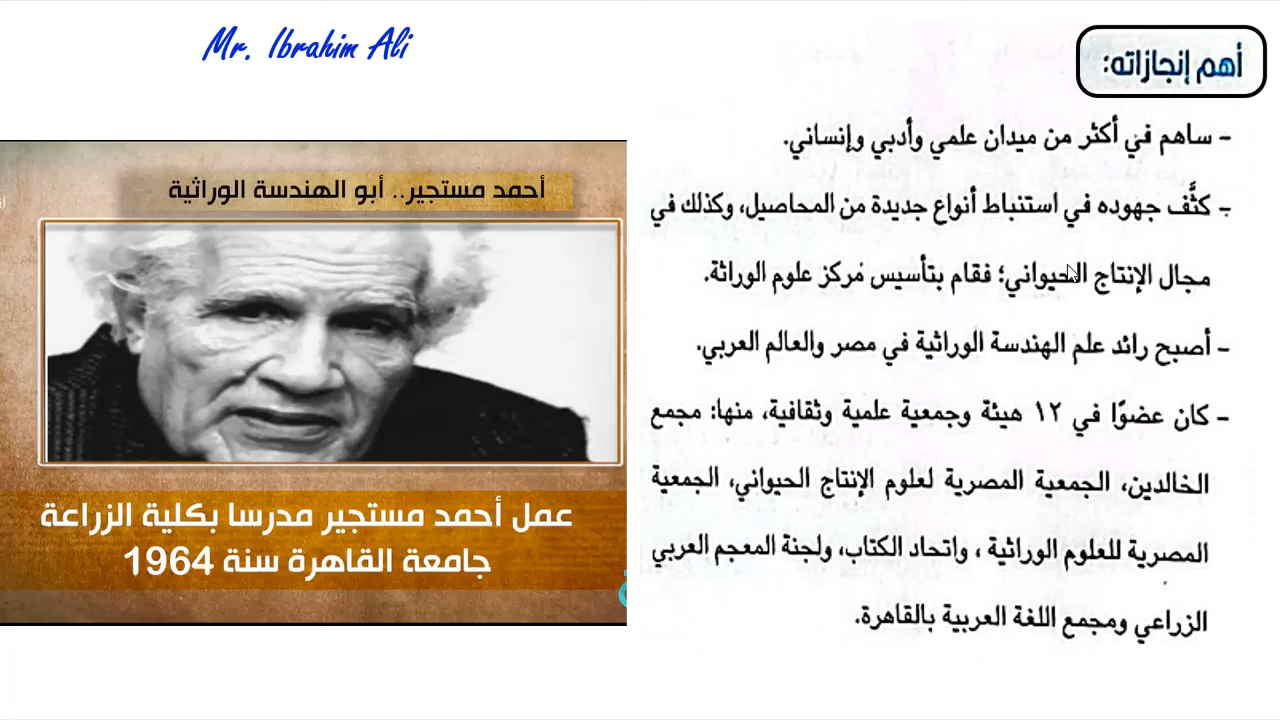 Mr. Ibrahim Ali
أهم إنجازاته:
- ساهم في أكثر من ميدان علمي وأدبي وإنساني.
- كثَّف جهوده في استنباط أنواع جديدة من المحاصيل، وكذلك في
مجال الإنتاج الحيواني؛ فقام بتأسيس مركز علوم الوراثة.
- أصبح رائد علم الهندسة الوراثية في مصر والعالم العربي.
- كان عضوًا في ١٢ هيئة وجمعية علمية وثقافية، منها: مجمع
الخالدين، الجمعية المصرية لعلوم الإنتاج الحيواني، الجمعية
المصرية للعلوم الوراثية ، واتحاد الكتاب، ولجنة المعجم العربي
الزراعي ومجمع اللغة العربية بالقاهرة.
أحمد مستجير.. أبو الهندسة الوراثية
عمل أحمد مستجير مدرسا بكلية الزراعة
جامعة القاهرة سنة 1964